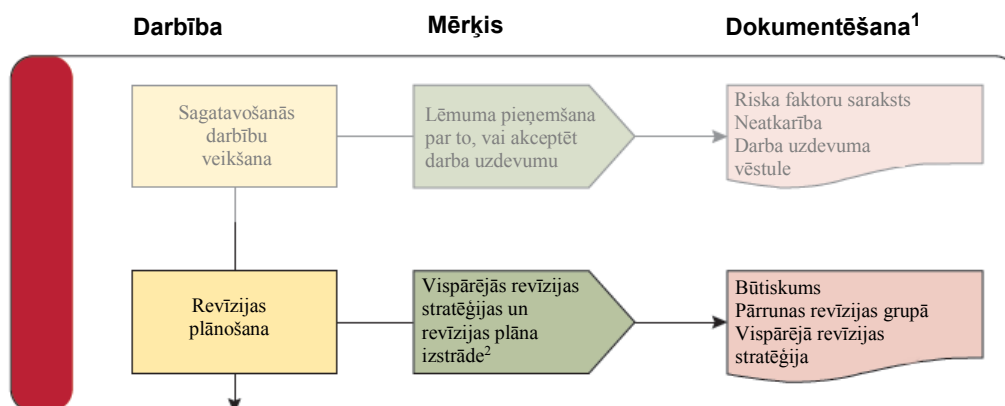 Darbība
Mērķis
Dokumentēšana1
Sagatavošanās
darbību
veikšana
Lēmuma pieņemšana
par to, vai akceptēt
darba uzdevumu
Riska faktoru saraksts
Neatkarība
Darba uzdevuma
vēstule
Revīzijas
plānošana
Vispārējās revīzijas
stratēģijas un
revīzijas plāna
izstrāde2
Būtiskums
Pārrunas revīzijas grupā
Vispārējā revīzijas
stratēģija